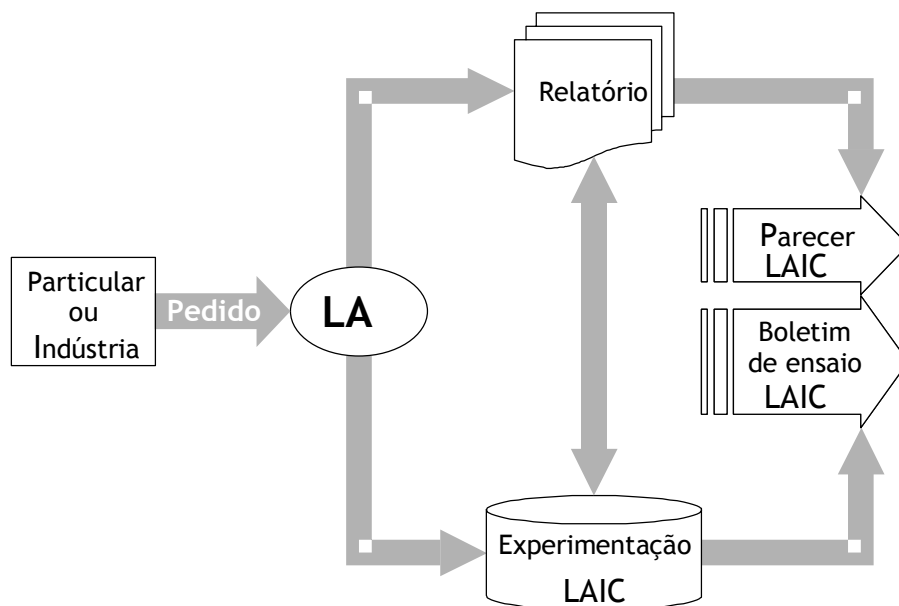 Relatório
Particular
ou
Indústria
Pedido
LA
Parecer
LAIC
Boletim
de ensaio
LAIC
Experimentação
LAIC